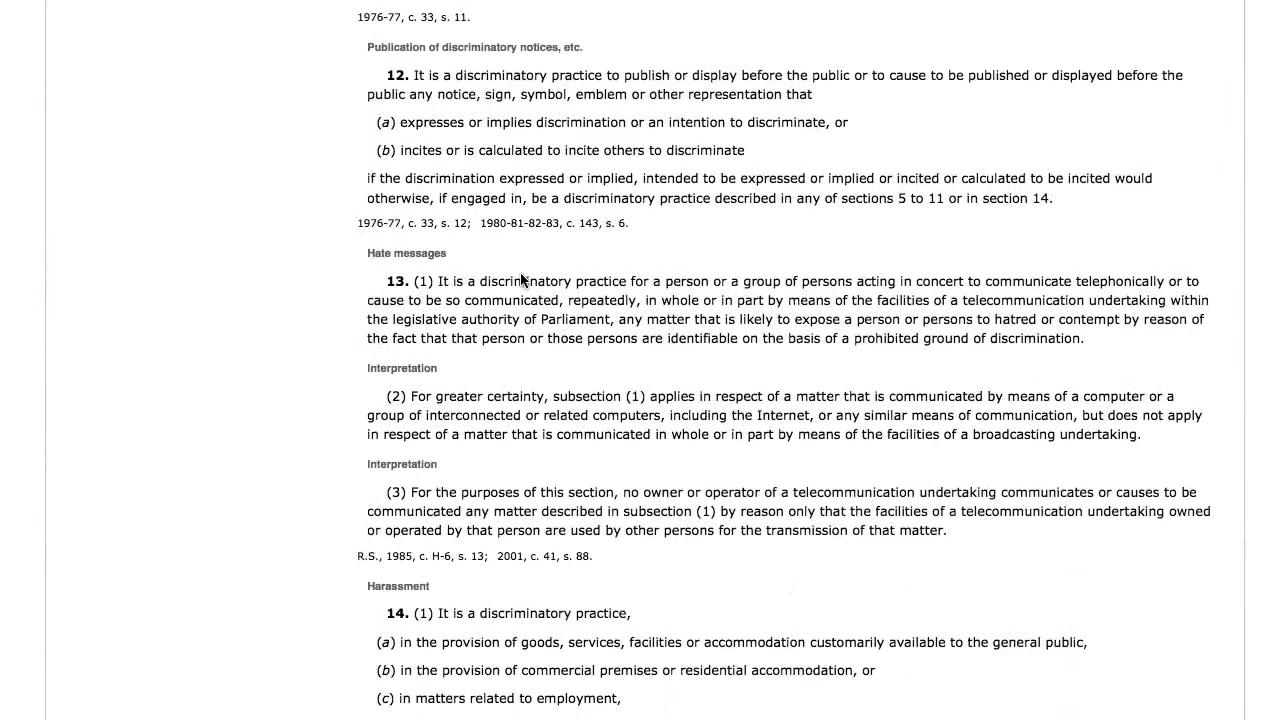 1976-77, c. 33, s. 11.
Publication of discriminatory notices, etc.
12. It is a discriminatory practice to publish or display before the public or to cause to be published or displayed before the
public any notice, sign, symbol, emblem or other representation that
(a) expresses or implies discrimination or an intention to discriminate, or
(b) incites or is calculated to incite others to discriminate
if the discrimination expressed or implied, intended to be expressed or implied or incited or calculated to be incited would
otherwise, if engaged in, be a discriminatory practice described in any of sections 5 to 11 or in section 14.
1976-77, c. 33, s. 12; 1980-81-82-83, c. 143, s. 6.
Hate messages
13. (1) It is a discriminatory practice for a person or a group of persons acting in concert to communicate telephonically or to
cause to be so communicated, repeatedly, in whole or in part by means of the facilities of a telecommunication undertaking within
the legislative authority of Parliament, any matter that is likely to expose a person or persons to hatred or contempt by reason of
the fact that that person or those persons are identifiable on the basis of a prohibited ground of discrimination.
Interpretation
(2) For greater certainty, subsection (1) applies in respect of a matter that is communicated by means of a computer or a
group of interconnected or related computers, including the Internet, or any similar means of communication, but does not apply
in respect of a matter that is communicated in whole or in part by means of the facilities of a broadcasting undertaking.
Interpretation
(3) For the purposes of this section, no owner or operator of a telecommunication undertaking communicates or causes to be
communicated any matter described in subsection (1) by reason only that the facilities of a telecommunication undertaking owned
or operated by that person are used by other persons for the transmission of that matter.
R.S., 1985, c. H-6, s. 13; 2001, c. 41, s. 88.
Harassment
14. (1) It is a discriminatory practice,
(a) in the provision of goods, services, facilities or accommodation customarily available to the general public,
(b) in the provision of commercial premises or residential accommodation, or
(c) in matters related to employment,